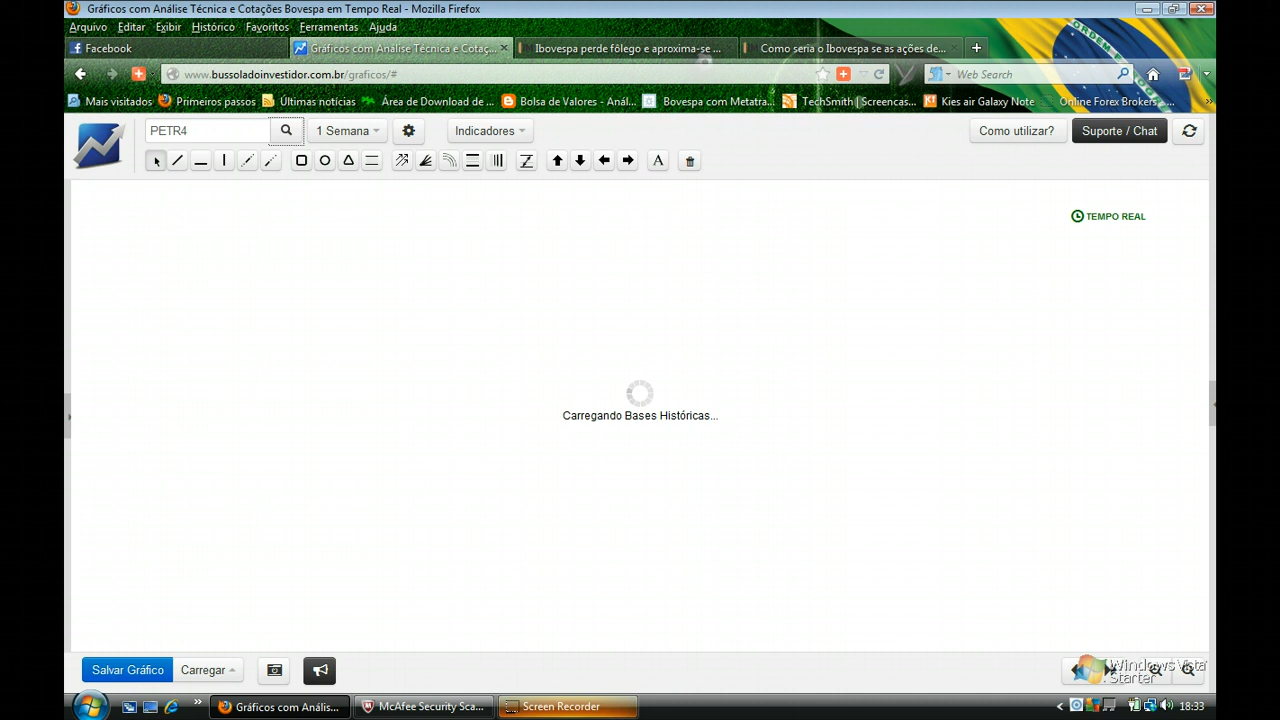 Gráficos com Análise Técnica e Cotações Bovespa em Tempo Real - Mozilla Firefox
Arquivo Editar Exibir Histórico Favoritos Ferramentas Ajuda
Facebook Gráficos com Análise Técnica e Cotaç... Ibovespa perde fôlego e aproxima-se ... Como seria o Ibovespa se as ações de...
www.bussoladoinvestidor.com.br/graficos/# Web Search
Mais visitados Primeiros passos Últimas notícias Área de Download de ... Bolsa de Valores - Anál... Bovespa com Metatra... TechSmith | Screencas... Kies air Galaxy Note Online Forex Brokers ...
PETR4 1 Semana Indicadores Como utilizar? Suporte / Chat
A
TEMPO REAL
Carregando Bases Históricas...
Salvar Gráfico Carregar
Windows Vista
Starter
Gráficos com Anális... McAfee Security Sca... Screen Recorder 18:33